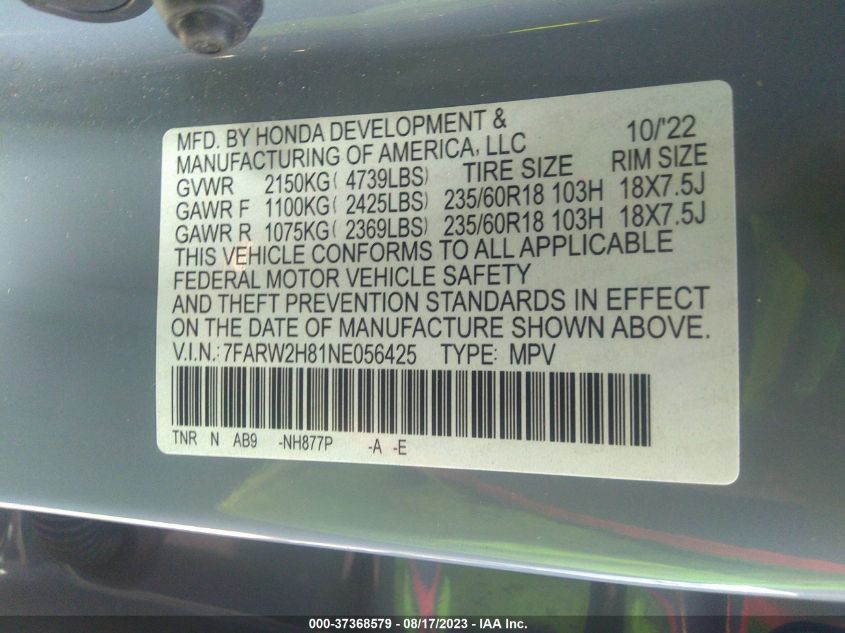 MFD. BY HONDA DEVELOPMENT & 10/'22
MANUFACTURING OF AMERICA, LLC
TIRE SIZE RIM SIZE
GVWR 2150KG( 4739LBS)
GAWR F 1100KG( 2425LBS) 235/60R18 103H 18X7.5J
GAWR R 1075KG( 2369LBS) 235/60R18 103H 18X7.5J
THIS VEHICLE CONFORMS TO ALL APPLICABLE
FEDERAL MOTOR VEHICLE SAFETY
AND THEFT PREVENTION STANDARDS IN EFFECT
ON THE DATE OF MANUFACTURE SHOWN ABOVE.
V.I.N.:7FARW2H81NE056425 TYPE: MPV
TNR N AB9 -NH877P -A -E
000-37368579 - 08/17/2023 - IAA Inc.